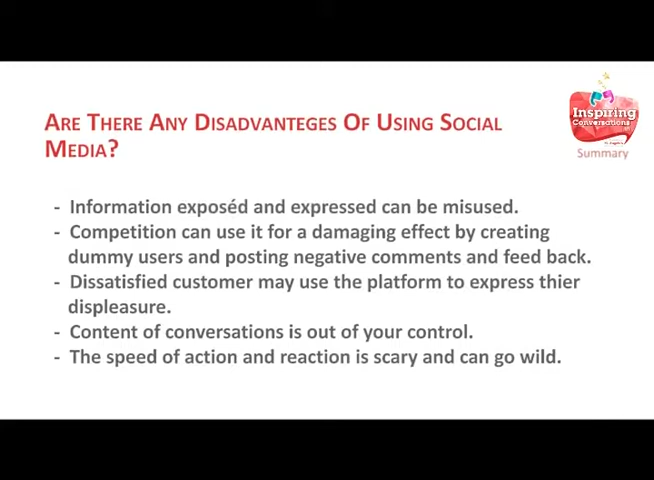 ARE THERE ANY DISADVANTEGES OF USING SOCIAL
MEDIA?
Inspiring
Conversations
Summary
- Information exposéd and expressed can be misused.
- Competition can use it for a damaging effect by creating
dummy users and posting negative comments and feed back.
- Dissatisfied customer may use the platform to express thier
displeasure.
- Content of conversations is out of your control.
- The speed of action and reaction is scary and can go wild.